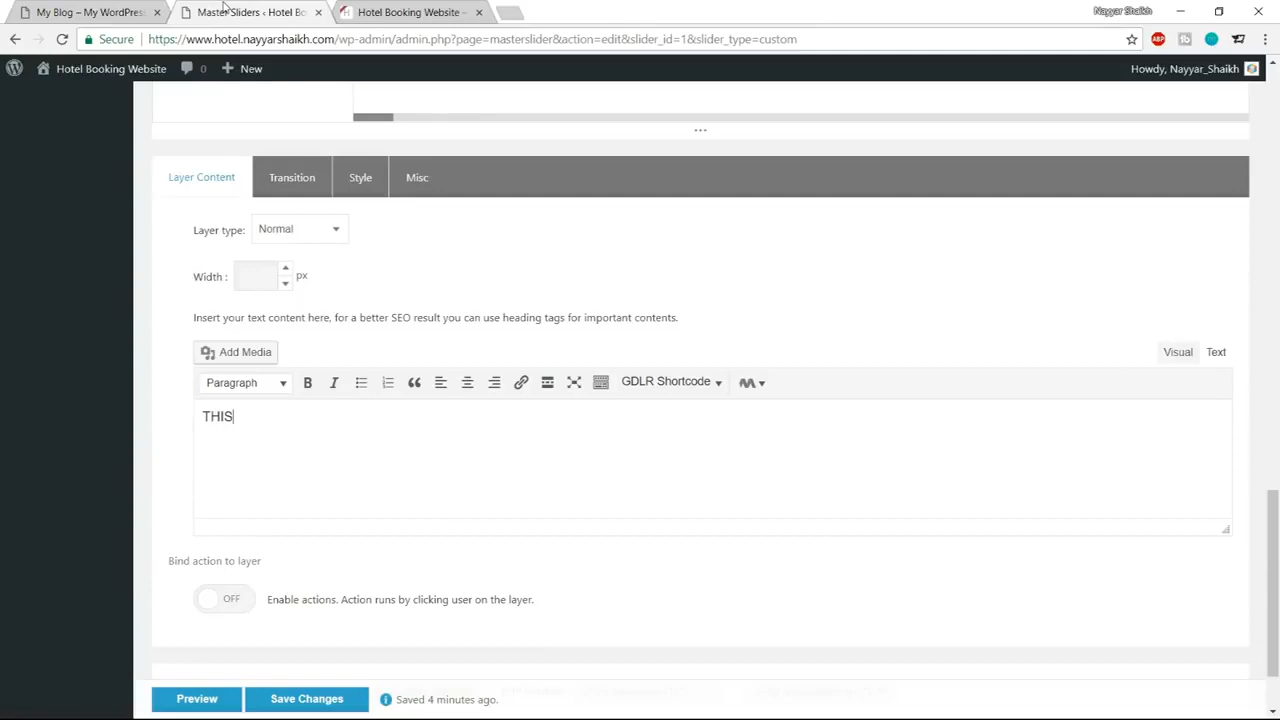 My Blog – My WordPress
Master Sliders ‹ Hotel Bo
Hotel Booking Website –
Nayyar Shaikh
Secure
https://www.hotel.nayyarshaikh.com/wp-admin/admin.php?page=masterslider&action=edit&slider_id=1&slider_type=custom
ABP
Hotel Booking Website
0
New
Howdy, Nayyar_Shaikh
Layer Content
Transition
Style
Misc
Layer type:
Normal
Width :
px
Insert your text content here, for a better SEO result you can use heading tags for important contents.
Add Media
Visual
Text
Paragraph
B
I
GDLR Shortcode
THIS
Bind action to layer
OFF
Enable actions. Action runs by clicking user on the layer.
Preview
Save Changes
Saved 4 minutes ago.